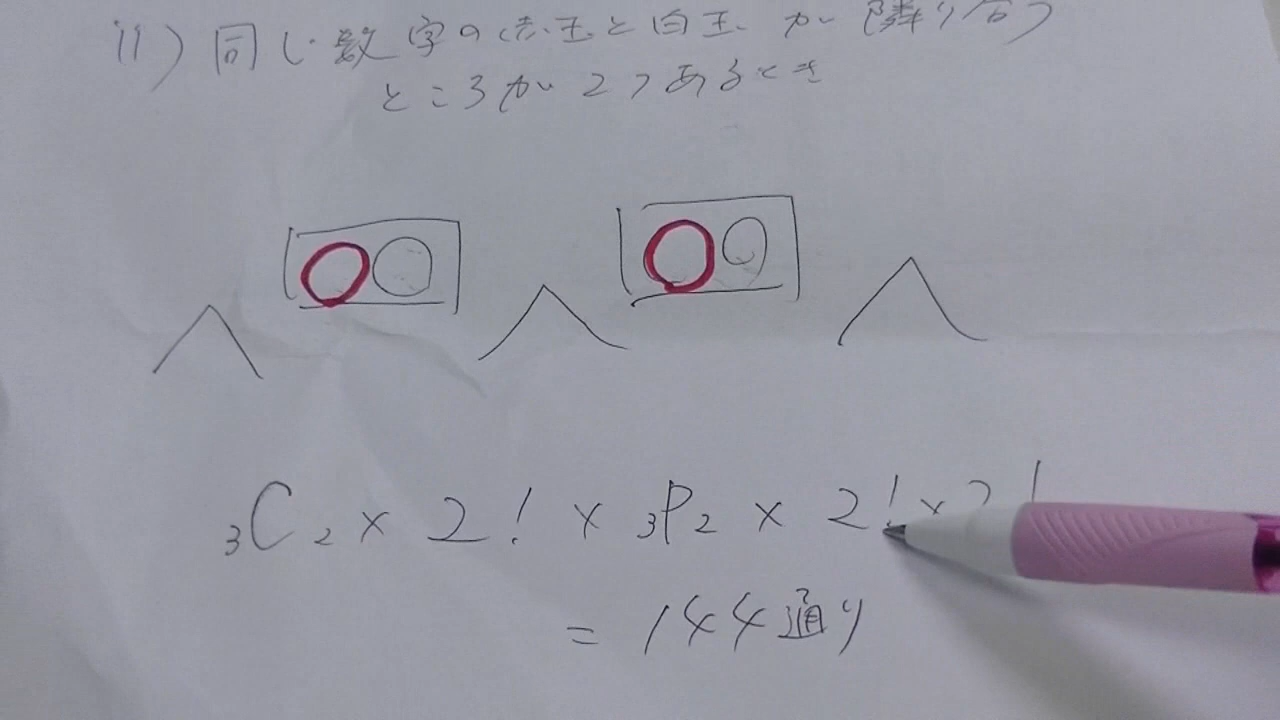 ii) 同じ数字の赤玉と白玉が隣り合う
ところが2つあるとき
₃C₂ × 2! × ₃P₂ × 2! × 2!
= 144通り